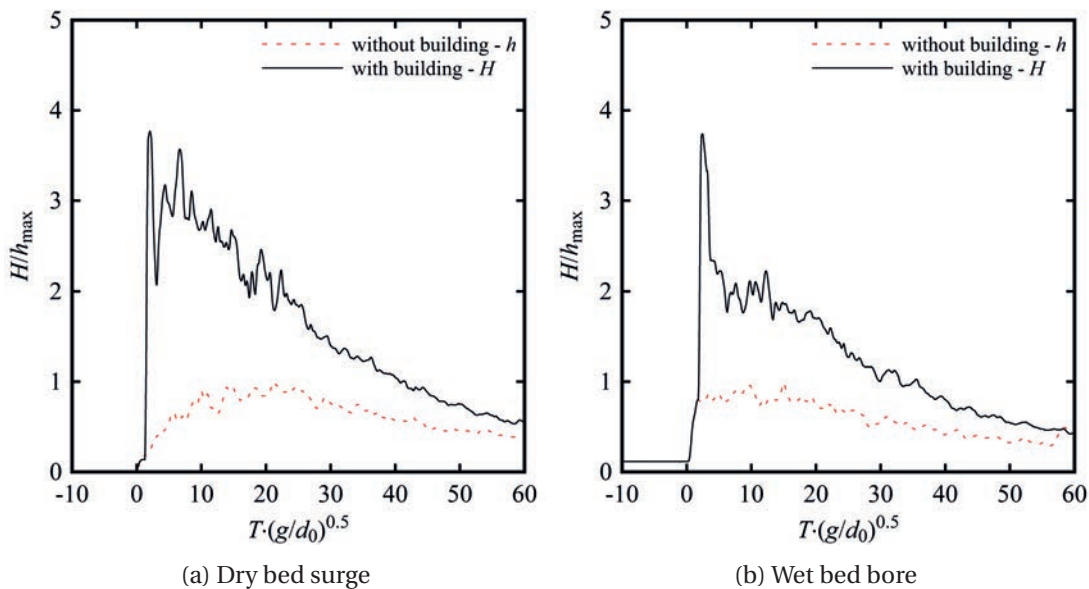 5
4
3
2
1
0
-10
0
10
20
30
40
50
60
H/h_max
T·(g/d_0)^0.5
without building - h
with building - H
(a) Dry bed surge
5
4
3
2
1
0
-10
0
10
20
30
40
50
60
H/h_max
T·(g/d_0)^0.5
without building - h
with building - H
(b) Wet bed bore